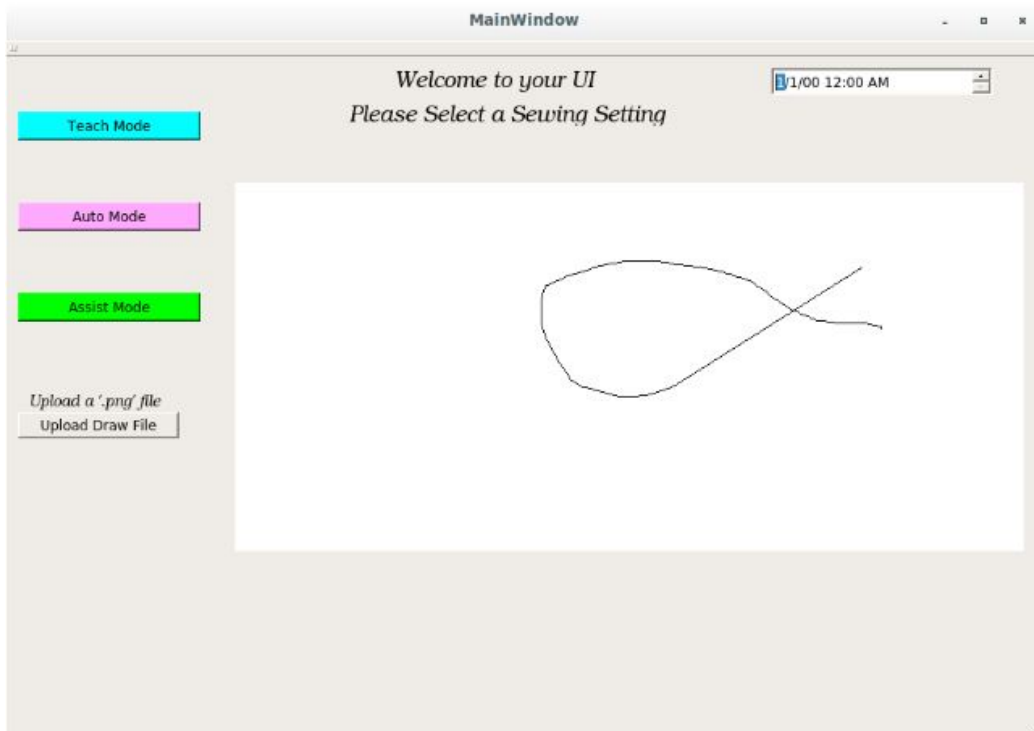 MainWindow
Welcome to your UI
1/1/00 12:00 AM
Please Select a Sewing Setting
Teach Mode
Auto Mode
Assist Mode
Upload a '.png' file
Upload Draw File